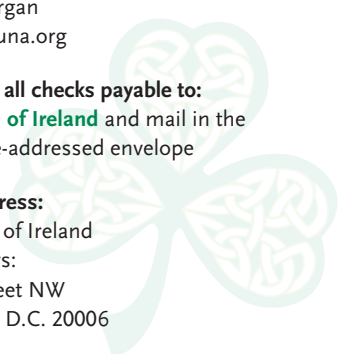 rgan
una.org
all checks payable to:
of Ireland and mail in the
-addressed envelope
ress:
of Ireland
s:
eet NW
D.C. 20006